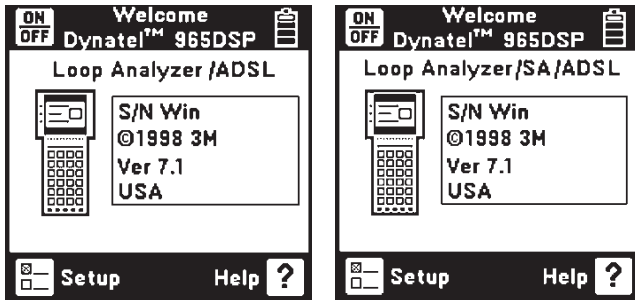 ON OFF Welcome
Dynatel™ 965DSP
Loop Analyzer /ADSL
S/N Win
©1998 3M
Ver 7.1
USA
Setup Help ?
ON OFF Welcome
Dynatel™ 965DSP
Loop Analyzer/SA/ADSL
S/N Win
©1998 3M
Ver 7.1
USA
Setup Help ?